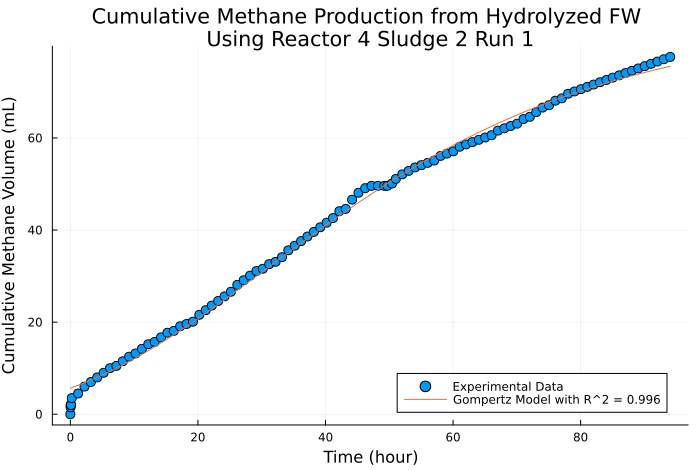 Cumulative Methane Production from Hydrolyzed FW
Using Reactor 4 Sludge 2 Run 1
Cumulative Methane Volume (mL)
60
40
20
0
Experimental Data
Gompertz Model with R^2 = 0.996
0 20 40 60 80
Time (hour)